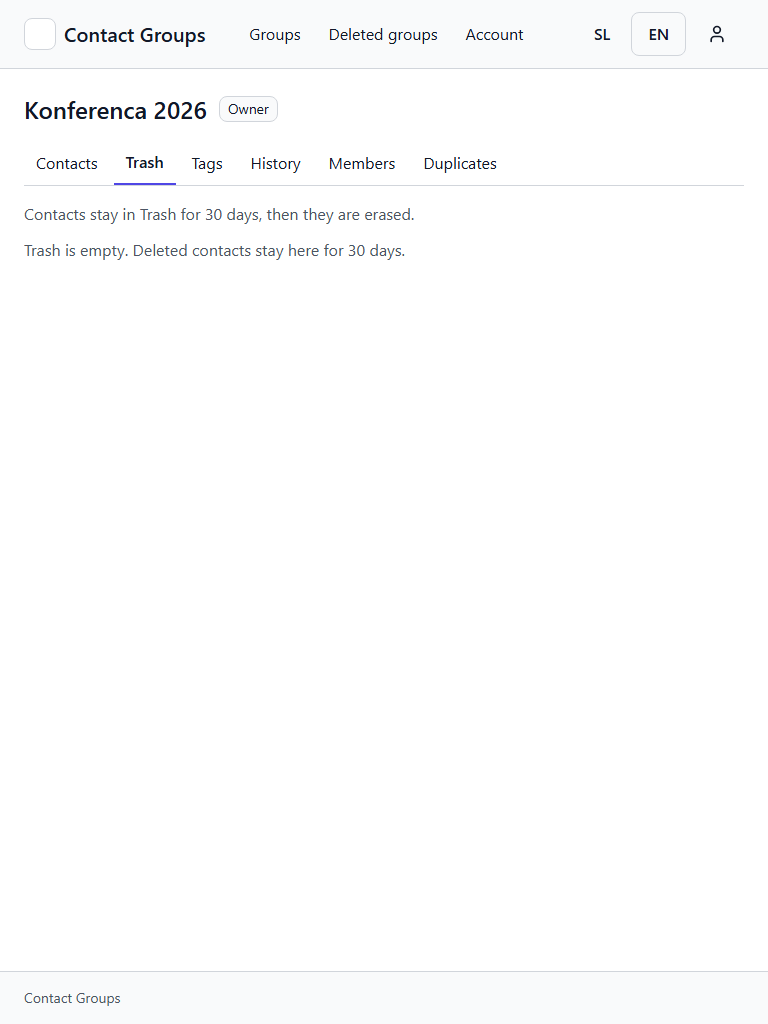 Contact Groups Groups Deleted groups Account SL EN
Konferenca 2026 Owner
Contacts Trash Tags History Members Duplicates
Contacts stay in Trash for 30 days, then they are erased.
Trash is empty. Deleted contacts stay here for 30 days.
Contact Groups